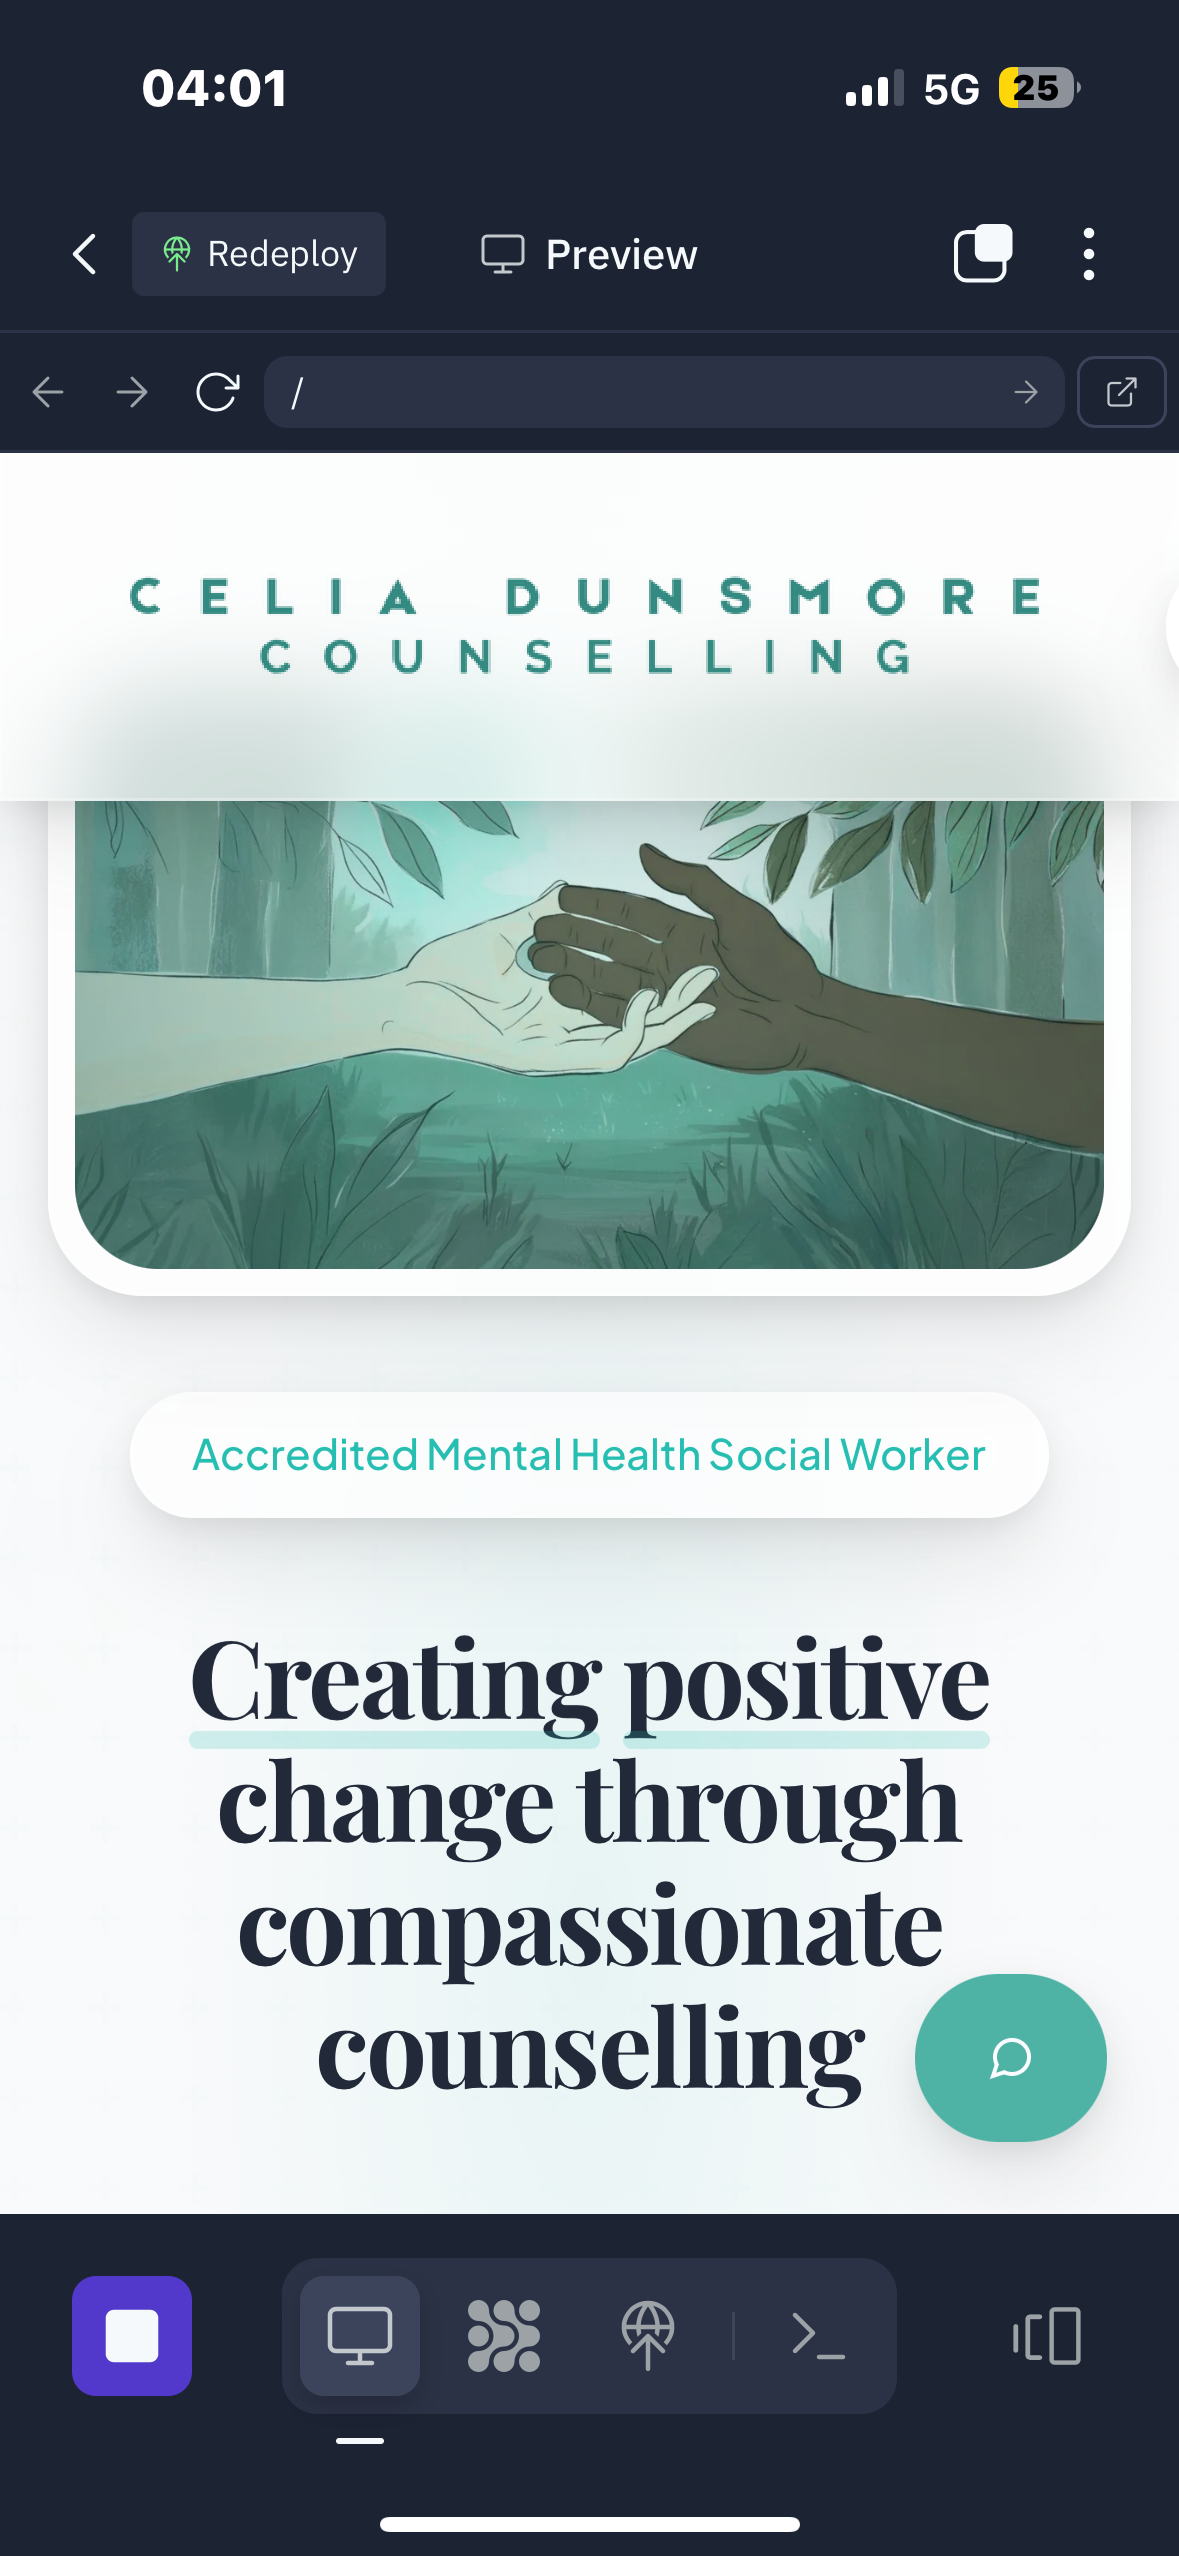 04:01
5G 25
Redeploy
Preview
/
CELIA DUNSMORE
COUNSELLING
Accredited Mental Health Social Worker
Creating positive
change through
compassionate
counselling